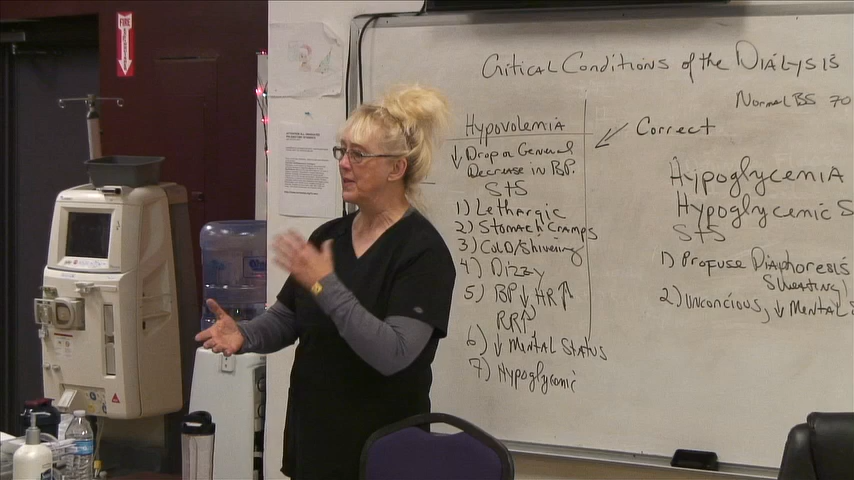 FIRE
Critical Conditions of the DIALYSIS
Normal BS 70
Hypovolemia
Correct
↓ Drop or General
Decrease in BP.
S+S
1) Lethargic
2) Stomach Cramps
3) Cold/Shivering
4) Dizzy
5) BP↓ HR↑
RR↑
6) ↓ Mental Status
7) Hypoglycemic
HypoglycemiA
Hypoglycemic S
S+S
1) Profuse Diaphoresis
Sweating)
2) Unconcious, ↓ Mental S